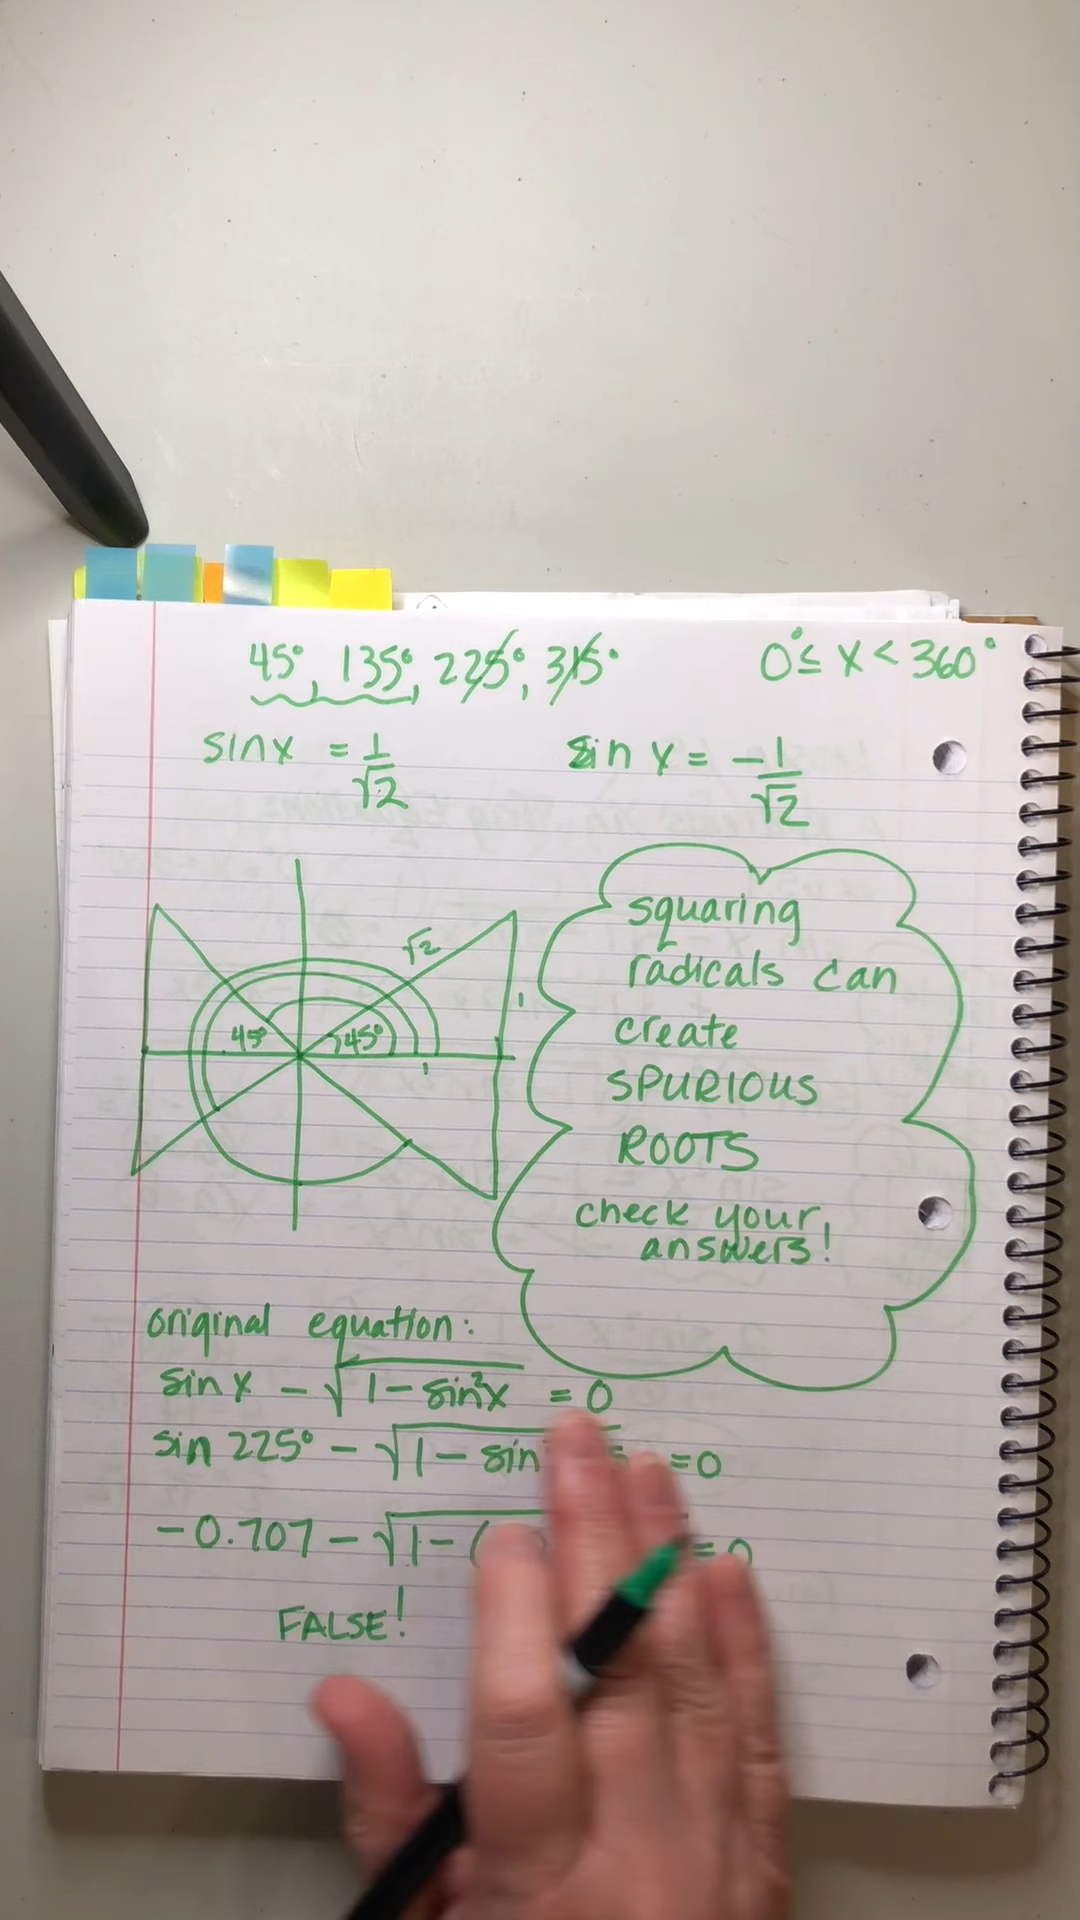 45°, 135°, 225°, 315°
0° ≤ x < 360°
sinx = 1/√2
sin x = -1/√2
√2
1
45°
45°
1
squaring
radicals can
create
SPURIOUS
ROOTS
check your
answers!
original equation:
sinx - √1-sin²x = 0
sin 225° - √1 - sin = 0
-0.707 - √1-( = 0
FALSE!